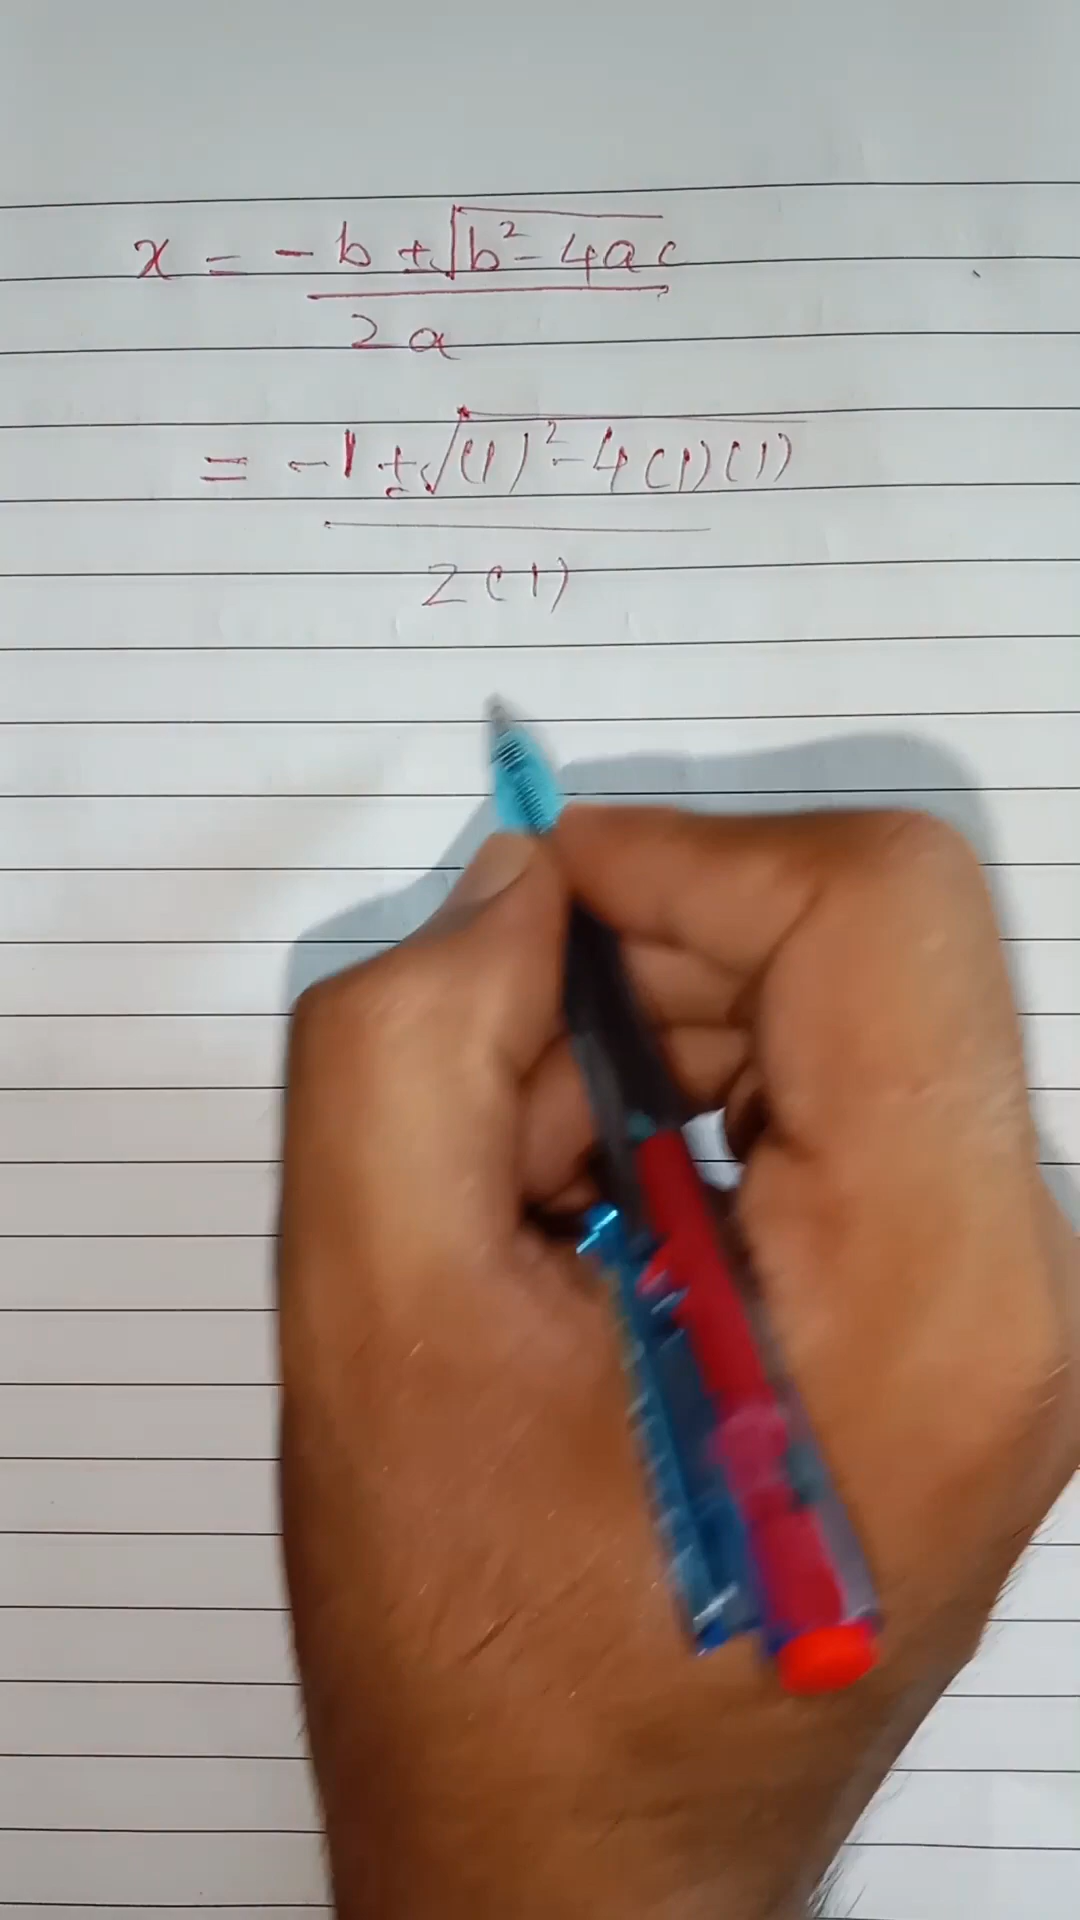 x = -b ± √b² - 4ac
2a
= -1 ± √(1)² - 4(1)(1)
2(1)